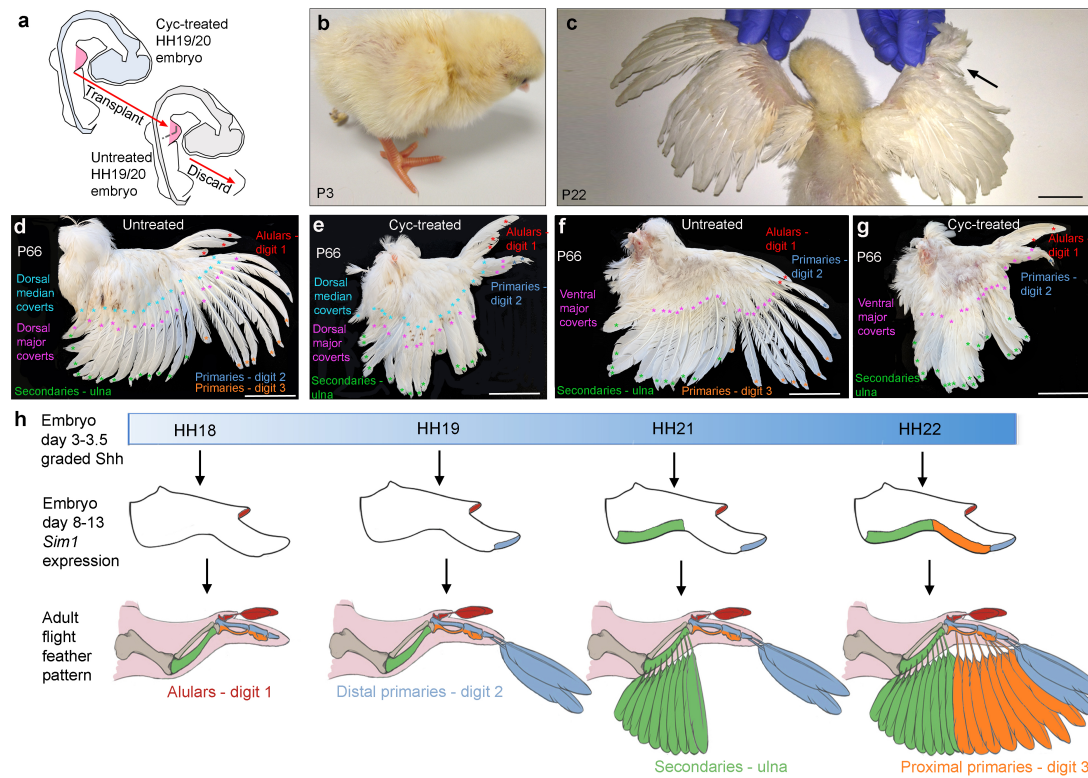 a
Cyc-treated
HH19/20
embryo
Transplant
Untreated
HH19/20
embryo
Discard
b
P3
c
P22
d
Untreated
P66
Alulars -
digit 1
Dorsal
median
coverts
Dorsal
major
coverts
Secondaries - ulna
Primaries - digit 2
Primaries - digit 3
e
Cyc-treated
P66
Alulars -
digit 1
Primaries -
digit 2
Dorsal
median
coverts
Dorsal
major
coverts
Secondaries -
ulna
f
Untreated
P66
Alulars -
digit 1
Primaries -
digit 2
Ventral
major
coverts
Secondaries - ulna
Primaries - digit 3
g
Cyc-treated
P66
Alulars -
digit 1
Primaries -
digit 2
Ventral
major
coverts
Secondaries -
ulna
h
Embryo
day 3-3.5
graded Shh
HH18
HH19
HH21
HH22
Embryo
day 8-13
Sim1
expression
Adult
flight
feather
pattern
Alulars - digit 1
Distal primaries - digit 2
Secondaries - ulna
Proximal primaries - digit 3